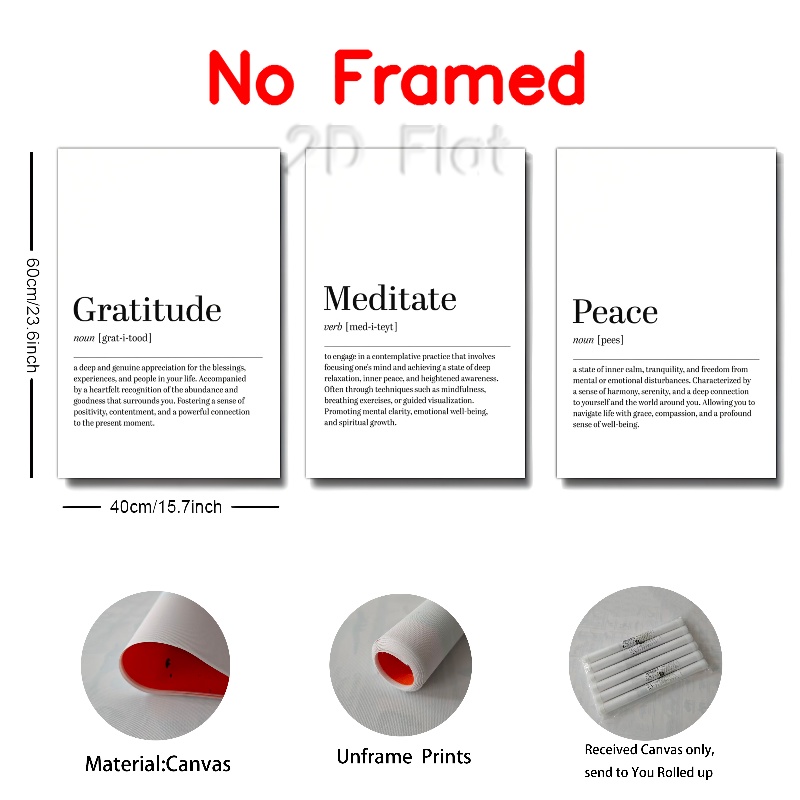 No Framed
2D Flat
60cm/23.6inch
Gratitude
noun [grat-i-tood]
a deep and genuine appreciation for the blessings,
experiences, and people in your life. Accompanied
by a heartfelt recognition of the abundance and
goodness that surrounds you. Fostering a sense of
positivity, contentment, and a powerful connection
to the present moment.
Meditate
verb [med-i-teyt]
to engage in a contemplative practice that involves
focusing one's mind and achieving a state of deep
relaxation, inner peace, and heightened awareness.
Often through techniques such as mindfulness,
breathing exercises, or guided visualization.
Promoting mental clarity, emotional well-being,
and spiritual growth.
Peace
noun [pees]
a state of inner calm, tranquility, and freedom from
mental or emotional disturbances. Characterized by
a sense of harmony, serenity, and a deep connection
to yourself and the world around you. Allowing you to
navigate life with grace, compassion, and a profound
sense of well-being.
40cm/15.7inch
Material:Canvas
Unframe Prints
Received Canvas only,
send to You Rolled up